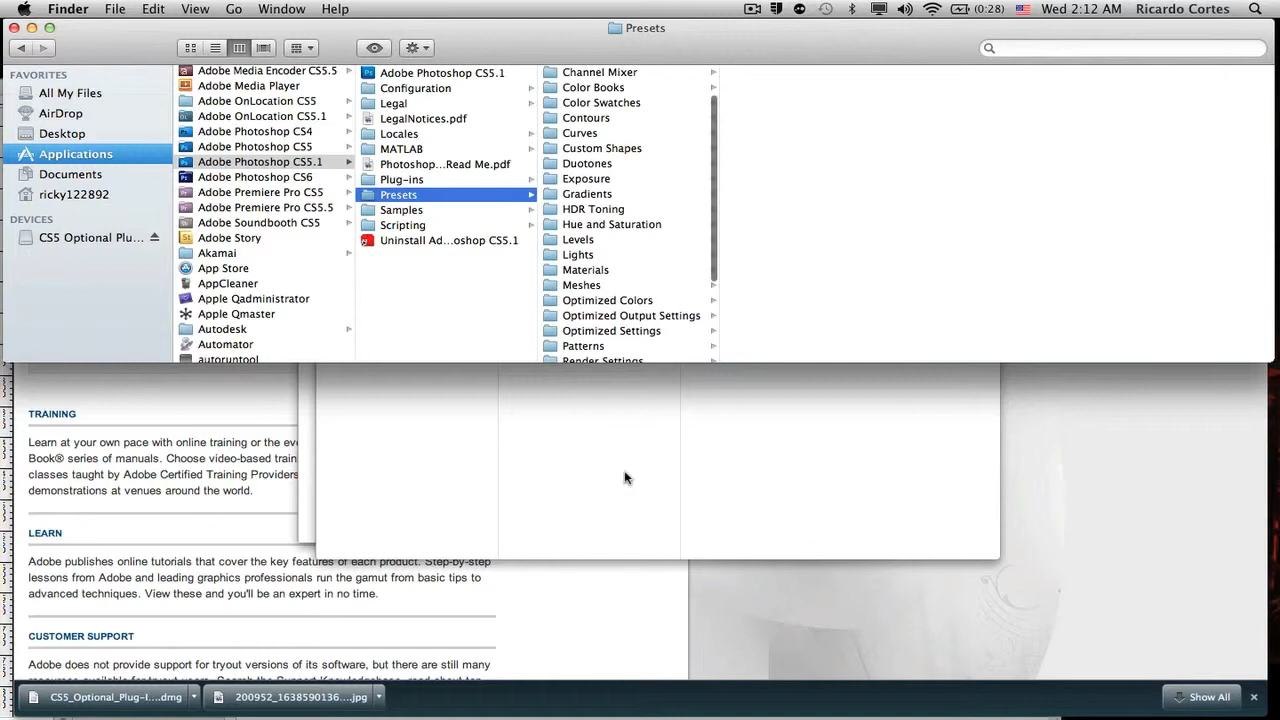 Finder File Edit View Go Window Help (0:28) Wed 2:12 AM Ricardo Cortes
Presets
FAVORITES
All My Files
AirDrop
Desktop
Applications
Documents
ricky122892
DEVICES
CS5 Optional Plu...
Adobe Media Encoder CS5.5
Adobe Media Player
Adobe OnLocation CS5
Adobe OnLocation CS5.1
Adobe Photoshop CS4
Adobe Photoshop CS5
Adobe Photoshop CS5.1
Adobe Photoshop CS6
Adobe Premiere Pro CS5
Adobe Premiere Pro CS5.5
Adobe Soundbooth CS5
Adobe Story
Akamai
App Store
AppCleaner
Apple Qadministrator
Apple Qmaster
Autodesk
Automator
autoruntool
Adobe Photoshop CS5.1
Configuration
Legal
LegalNotices.pdf
Locales
MATLAB
Photoshop...Read Me.pdf
Plug-ins
Presets
Samples
Scripting
Uninstall Ad...oshop CS5.1
Channel Mixer
Color Books
Color Swatches
Contours
Curves
Custom Shapes
Duotones
Exposure
Gradients
HDR Toning
Hue and Saturation
Levels
Lights
Materials
Meshes
Optimized Colors
Optimized Output Settings
Optimized Settings
Patterns
Render Settings
TRAINING
Learn at your own pace with online training or the eve
Book® series of manuals. Choose video-based train
classes taught by Adobe Certified Training Providers
demonstrations at venues around the world.
LEARN
Adobe publishes online tutorials that cover the key features of each product. Step-by-step
lessons from Adobe and leading graphics professionals run the gamut from basic tips to
advanced techniques. View these and you'll be an expert in no time.
CUSTOMER SUPPORT
Adobe does not provide support for tryout versions of its software, but there are still many
CS5_Optional_Plug-I....dmg 200952_1638590136....jpg Show All